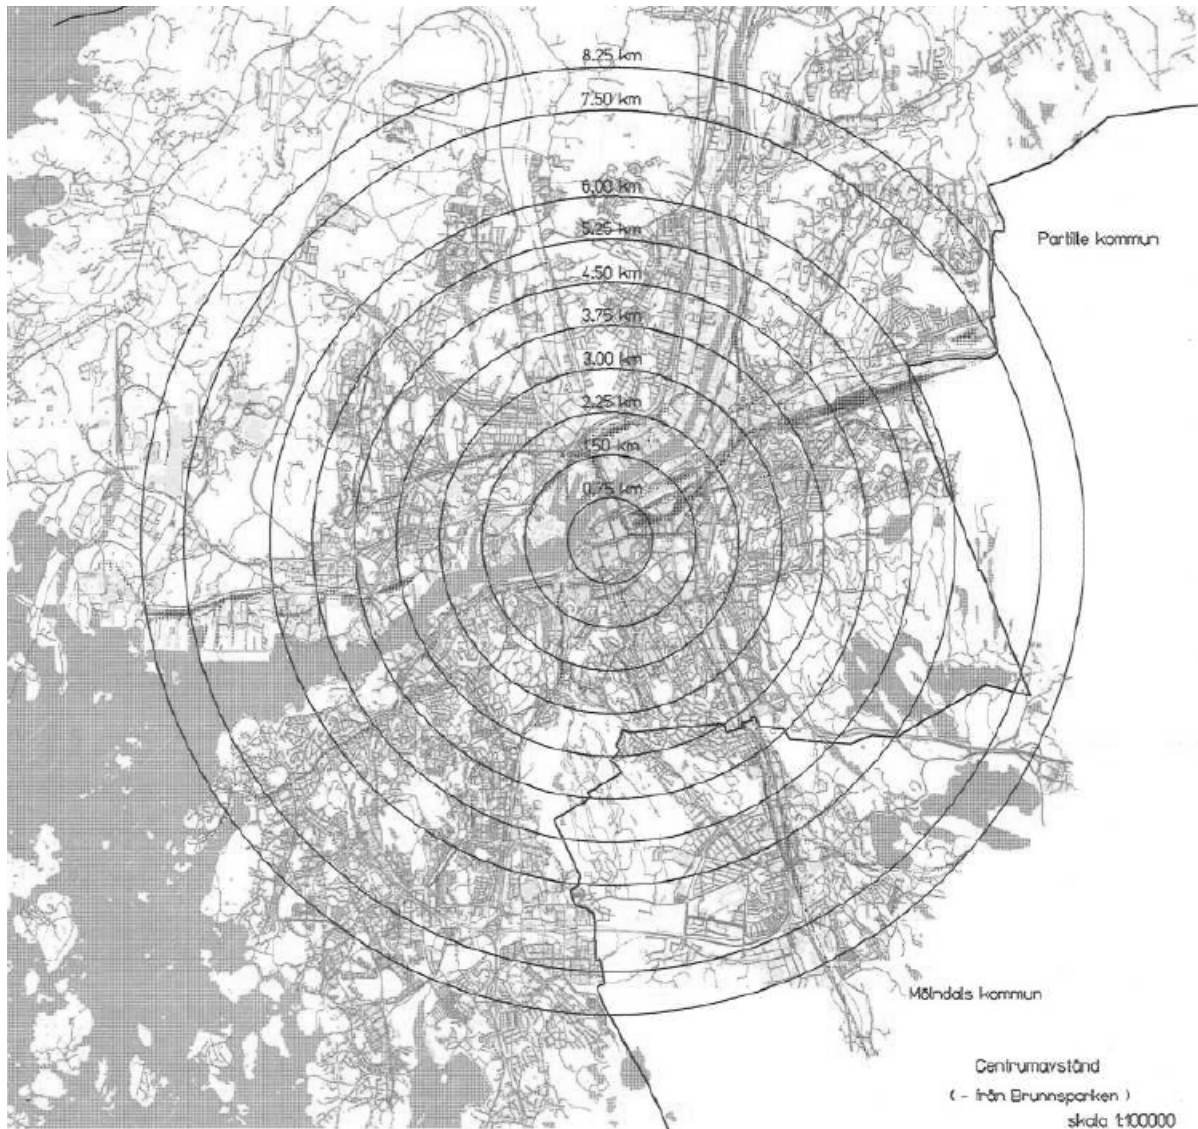 8.25 km
7.50 km
6.00 km
5.25 km
4.50 km
3.75 km
3.00 km
2.25 km
1.50 km
0.75 km
Partille kommun
Mölndals kommun
Centrumavstånd
( - från Brunnsparken )
skala 1:100000